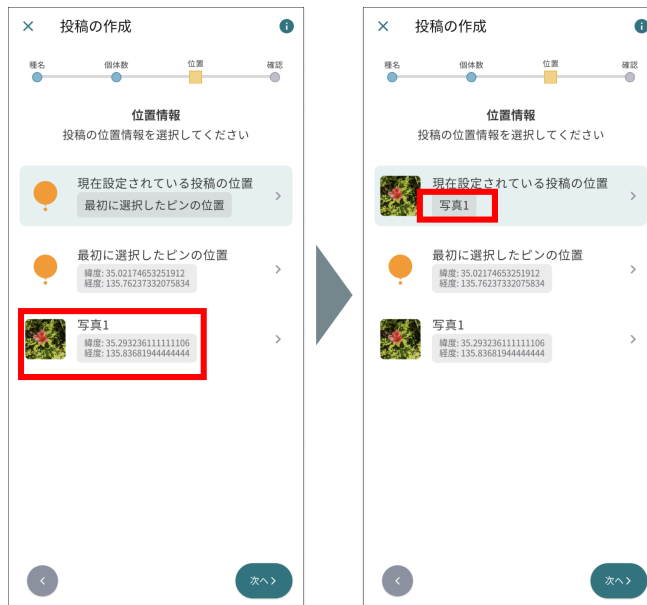 投稿の作成
種名
個体数
位置
確認
位置情報
投稿の位置情報を選択してください
現在設定されている投稿の位置
最初に選択したピンの位置
最初に選択したピンの位置
緯度: 35.02174653251912
経度: 135.76237332075834
写真1
緯度: 35.293236111111106
経度: 135.83681944444444
次へ
投稿の作成
種名
個体数
位置
確認
位置情報
投稿の位置情報を選択してください
現在設定されている投稿の位置
写真1
最初に選択したピンの位置
緯度: 35.02174653251912
経度: 135.76237332075834
写真1
緯度: 35.293236111111106
経度: 135.83681944444444
次へ